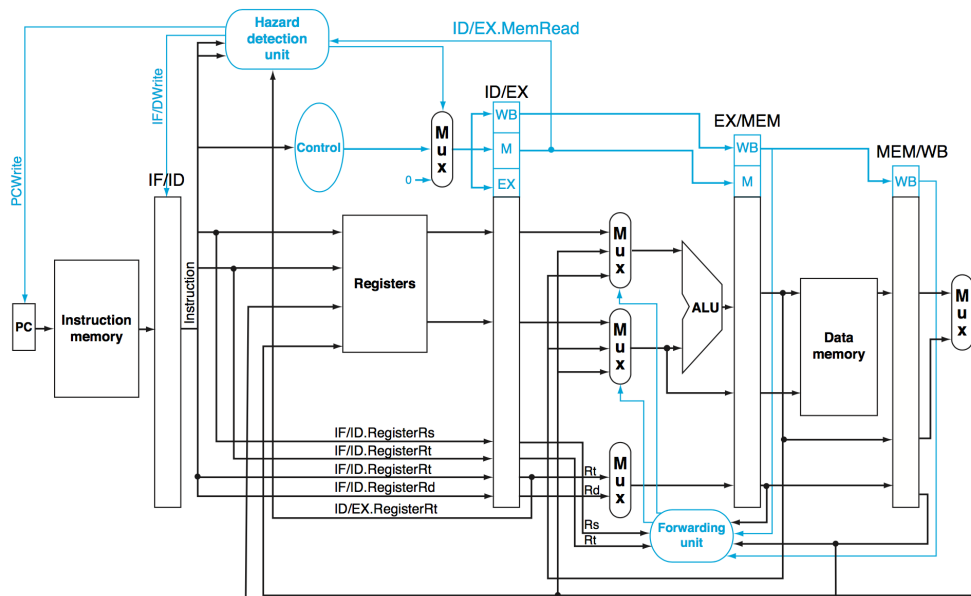 Hazard
detection
unit
ID/EX.MemRead
ID/EX
EX/MEM
MEM/WB
IF/DWrite
PCWrite
WB
M
EX
WB
M
WB
Control
M
u
x
0
IF/ID
Instruction
PC
Instruction
memory
Registers
M
u
x
M
u
x
ALU
Data
memory
M
u
x
IF/ID.RegisterRs
IF/ID.RegisterRt
IF/ID.RegisterRt
IF/ID.RegisterRd
ID/EX.RegisterRt
Rt
Rd
M
u
x
Rs
Rt
Forwarding
unit